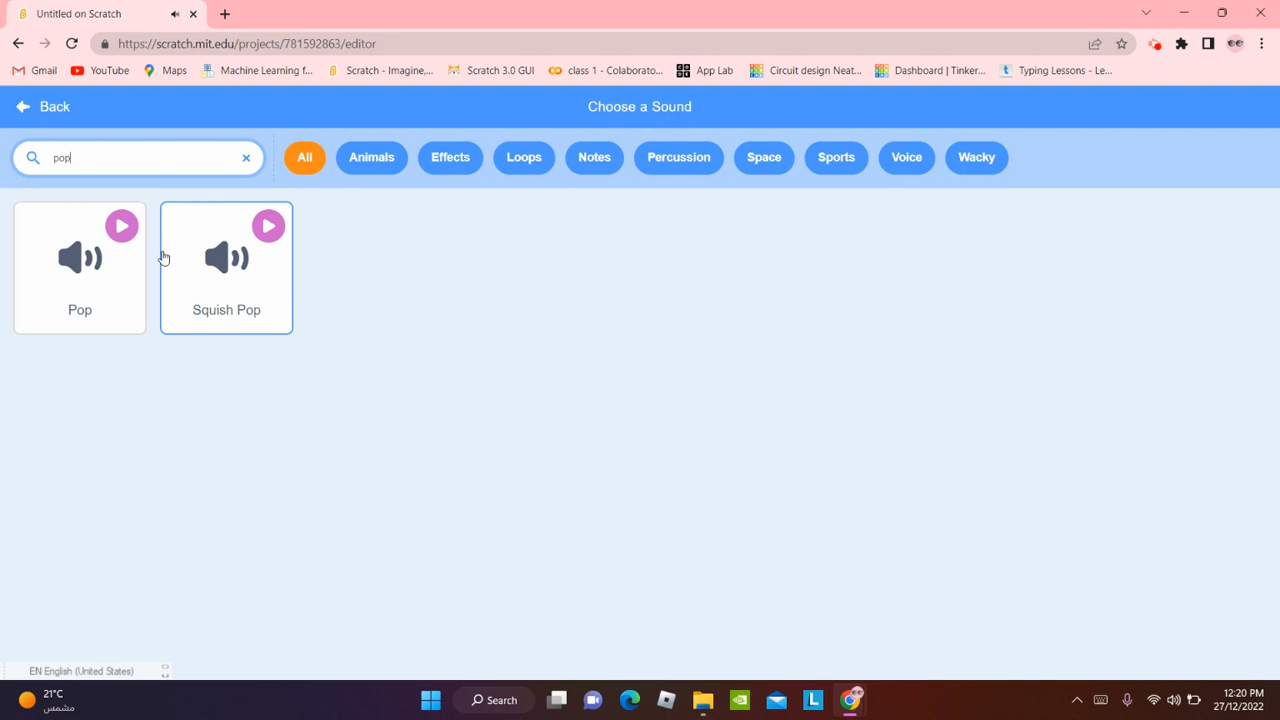 Untitled on Scratch
https://scratch.mit.edu/projects/781592863/editor
Gmail
YouTube
Maps
Machine Learning f...
Scratch - Imagine,...
Scratch 3.0 GUI
class 1 - Colaborato...
App Lab
Circuit design Neat...
Dashboard | Tinker...
Typing Lessons - Le...
Back
Choose a Sound
pop
All
Animals
Effects
Loops
Notes
Percussion
Space
Sports
Voice
Wacky
Pop
Squish Pop
EN English (United States)
21°C
مشمس
Search
12:20 PM
27/12/2022